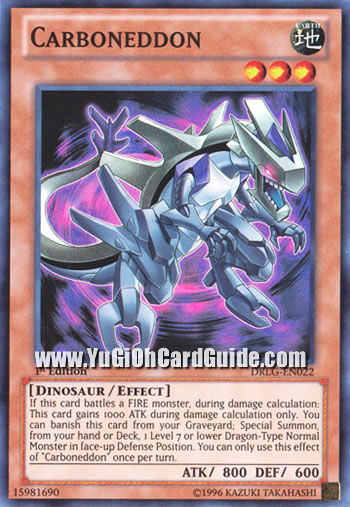 CARBONEDDON
EARTH
地
1st Edition
www.YuGiOhCardGuide.com
DRLG-EN022
[DINOSAUR / EFFECT]
If this card battles a FIRE monster, during damage calculation:
This card gains 1000 ATK during damage calculation only. You
can banish this card from your Graveyard; Special Summon
from your hand or Deck, 1 Level 7 or lower Dragon-Type Normal
Monster in face-up Defense Position. You can only use this effect
of "Carboneddon" once per turn.
ATK/ 800 DEF/ 600
15981690
©1996 KAZUKI TAKAHASHI